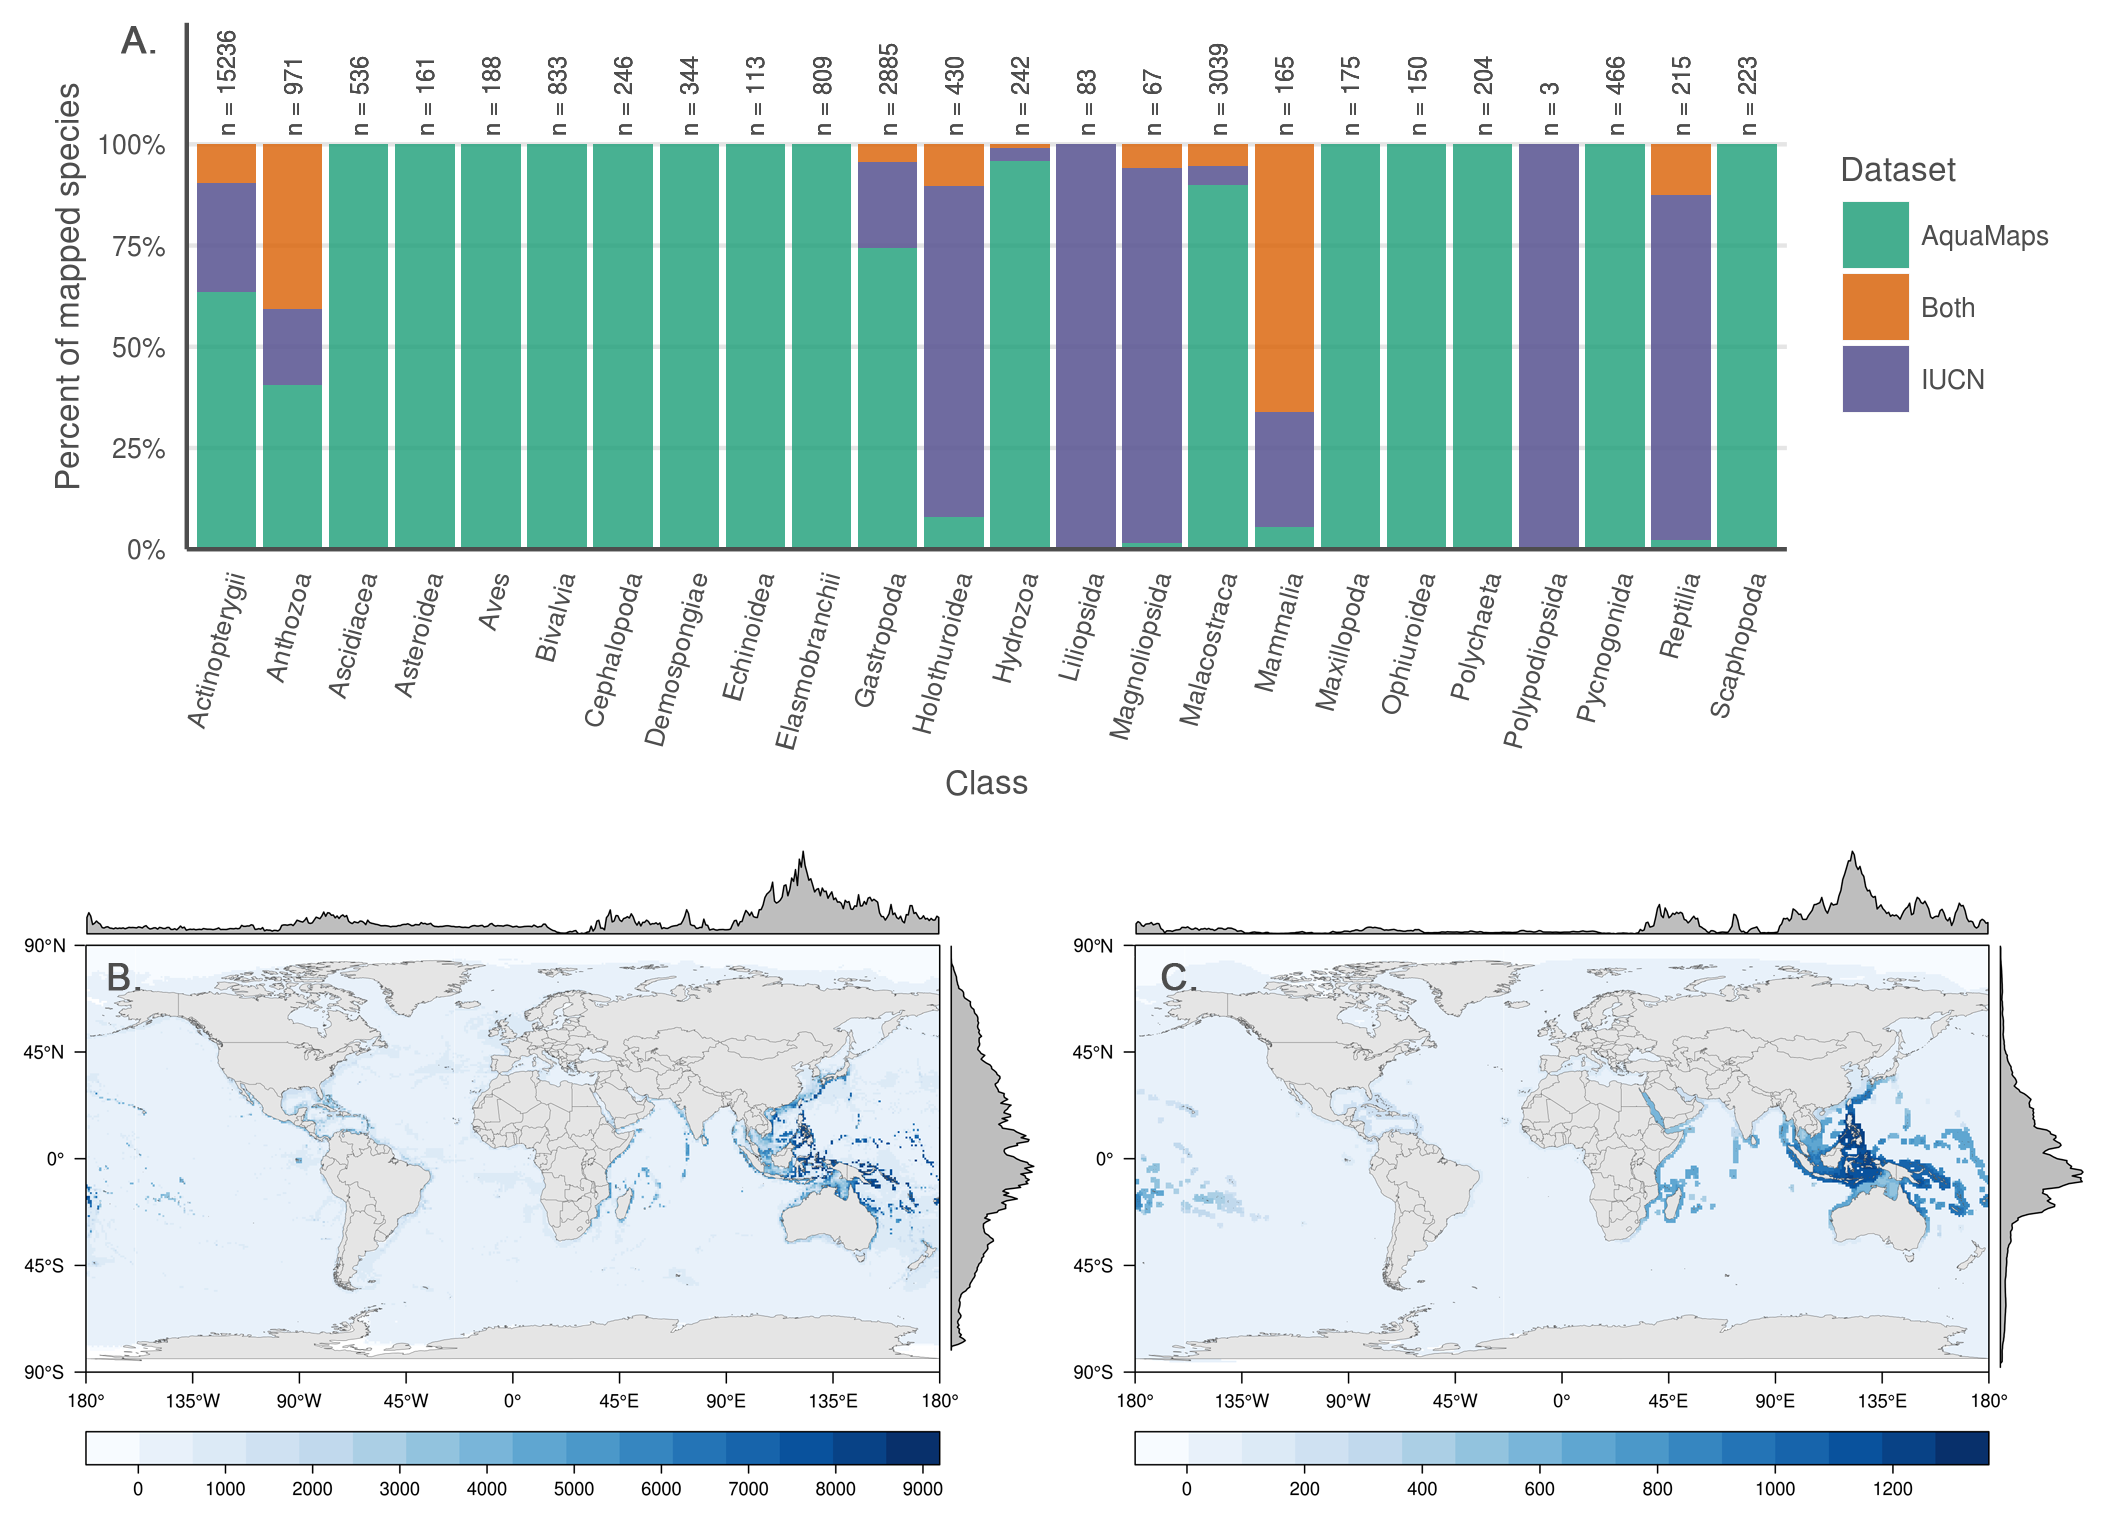 A.
n = 15236
n = 971
n = 536
n = 161
n = 188
n = 833
n = 246
n = 344
n = 113
n = 809
n = 2885
n = 430
n = 242
n = 83
n = 67
n = 3039
n = 165
n = 175
n = 150
n = 204
n = 3
n = 466
n = 215
n = 223
Percent of mapped species
100%
75%
50%
25%
0%
Dataset
AquaMaps
Both
IUCN
Actinopterygii
Anthozoa
Ascidiacea
Asteroidea
Aves
Bivalvia
Cephalopoda
Demospongiae
Echinoidea
Elasmobranchii
Gastropoda
Holothuroidea
Hydrozoa
Liliopsida
Magnoliopsida
Malacostraca
Mammalia
Maxillopoda
Ophiuroidea
Polychaeta
Polypodiopsida
Pycnogonida
Reptilia
Scaphopoda
Class
B.
90°N
45°N
0°
45°S
90°S
180° 135°W 90°W 45°W 0° 45°E 90°E 135°E 180°
0 1000 2000 3000 4000 5000 6000 7000 8000 9000
C.
90°N
45°N
0°
45°S
90°S
180° 135°W 90°W 45°W 0° 45°E 90°E 135°E 180°
0 200 400 600 800 1000 1200